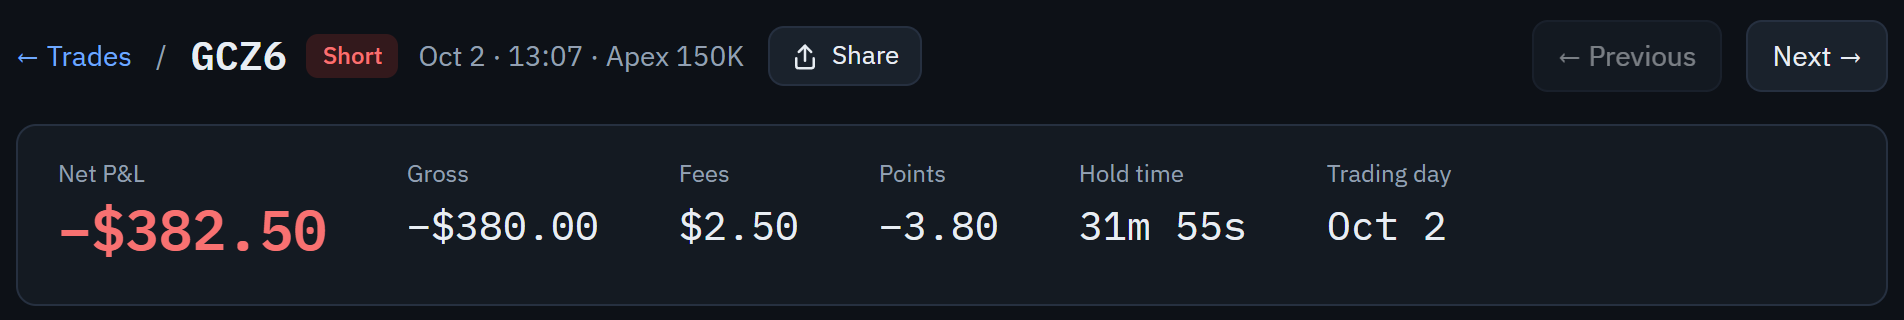 ← Trades / GCZ6 Short Oct 2 · 13:07 · Apex 150K Share ← Previous Next →
Net P&L Gross Fees Points Hold time Trading day
−$382.50 −$380.00 $2.50 −3.80 31m 55s Oct 2